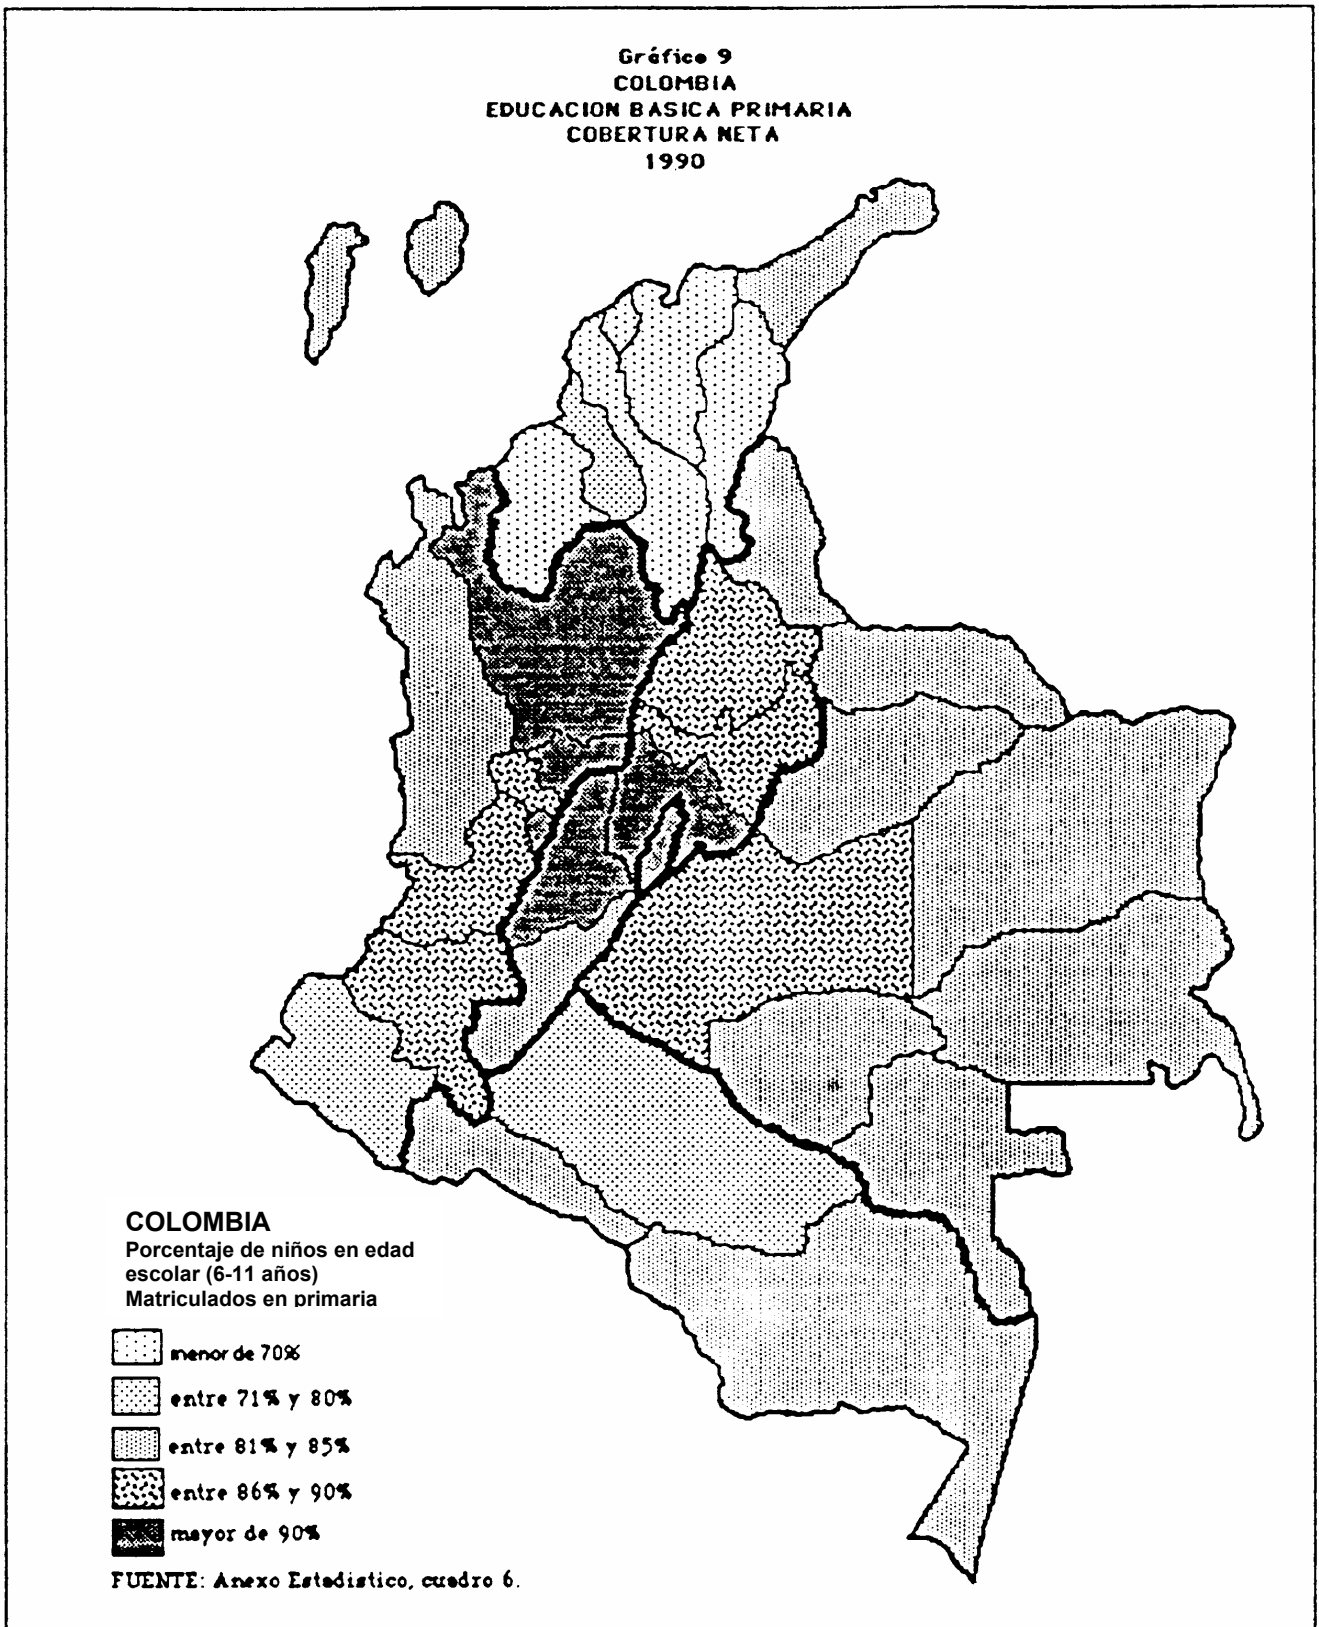 Gráfico 9
COLOMBIA
EDUCACION BASICA PRIMARIA
COBERTURA NETA
1990
COLOMBIA
Porcentaje de niños en edad
escolar (6-11 años)
Matriculados en primaria
menor de 70%
entre 71% y 80%
entre 81% y 85%
entre 86% y 90%
mayor de 90%
FUENTE: Anexo Estadistico, cuadro 6.